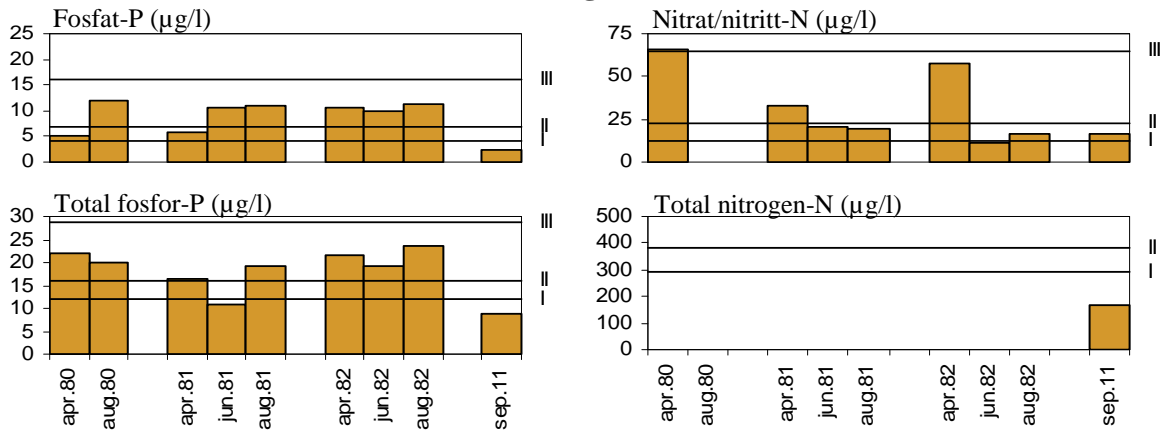 Fosfat-P (µg/l)
25
20
15
10
5
0
III
II
I
Nitrat/nitritt-N (µg/l)
75
50
25
0
III
II
I
Total fosfor-P (µg/l)
30
25
20
15
10
5
0
III
II
I
apr.80
aug.80
apr.81
jun.81
aug.81
apr.82
jun.82
aug.82
sep.11
Total nitrogen-N (µg/l)
500
400
300
200
100
0
II
I
apr.80
aug.80
apr.81
jun.81
aug.81
apr.82
jun.82
aug.82
sep.11